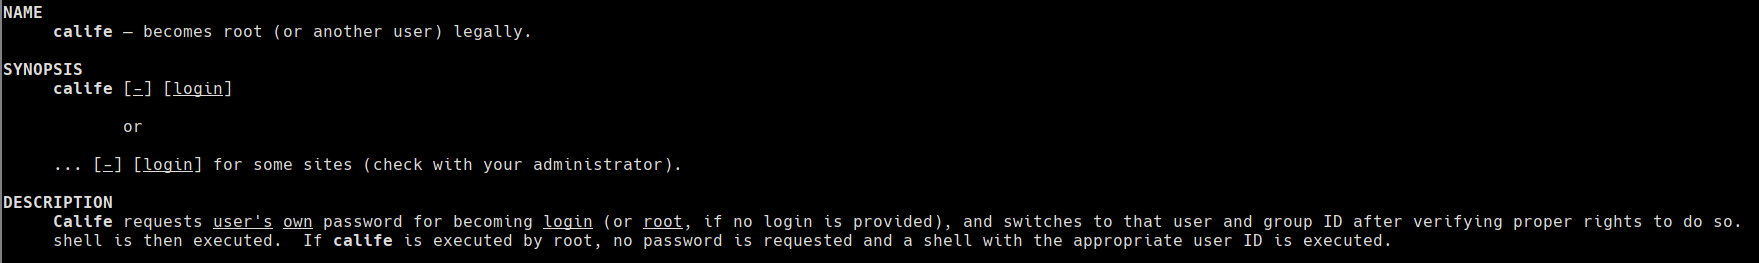 NAME
calife — becomes root (or another user) legally.
SYNOPSIS
calife [-] [login]
or
... [-] [login] for some sites (check with your administrator).
DESCRIPTION
Calife requests user's own password for becoming login (or root, if no login is provided), and switches to that user and group ID after verifying proper rights to do so.
shell is then executed.  If calife is executed by root, no password is requested and a shell with the appropriate user ID is executed.